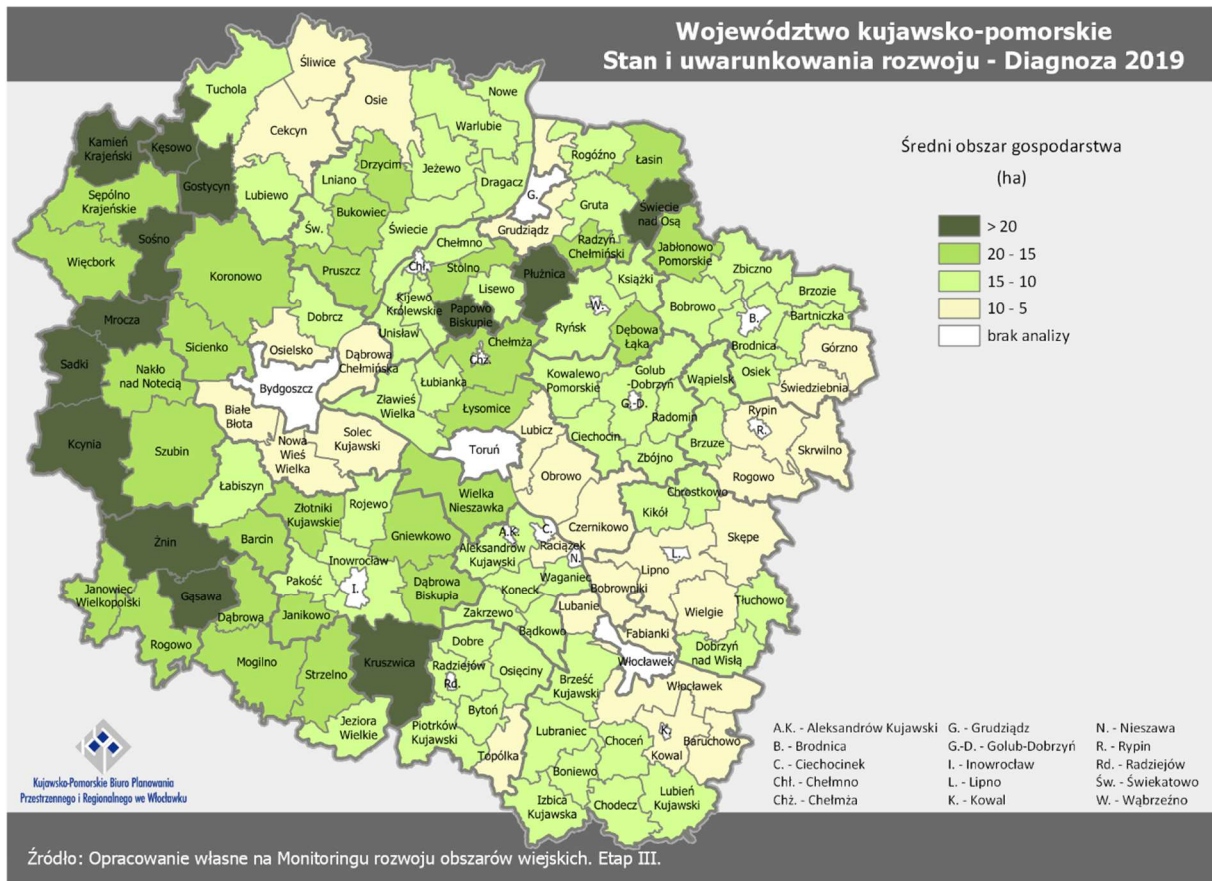 Województwo kujawsko-pomorskie
Stan i uwarunkowania rozwoju - Diagnoza 2019
Średni obszar gospodarstwa
(ha)
> 20
20 - 15
15 - 10
10 - 5
brak analizy
Śliwice
Tuchola
Nowe
Osie
Cekcyn
Warlubie
Kamień
Krajeński
Kęsowo
Rogóźno
Łasin
Drzycim
Jeżewo
Lniano
Dragacz
G.
Gostycyn
Lubiewo
Sępólno
Krajeńskie
Gruta
Świecie
nad Osą
Bukowiec
Św.
Świecie
Grudziądz
Sośno
Chełmno
Radzyń
Chełmiński
Jabłonowo
Pomorskie
Więcbork
Koronowo
Pruszcz
Chł.
Stolno
Płużnica
Książki
Zbiczno
Lisewo
Brzozie
Kijewo
Królewskie
Papowo
Biskupie
W.
Bobrowo
Bartniczka
Mrocza
Dobrcz
Unisław
Ryńsk
Dębowa
Łąka
B.
Brodnica
Sicienko
Osielsko
Dąbrowa
Chełmińska
Chełmża
Chż.
Górzno
Sadki
Nakło
nad Notecią
Bydgoszcz
Łubianka
Kowalewo
Pomorskie
Golub
-Dobrzyń
Wąpielsk
Osiek
Świedziebnia
Zławieś
Wielka
Łysomice
G.-D.
Radomin
Rypin
R.
Białe
Błota
Solec
Kujawski
Lubicz
Ciechocin
Brzuze
Kcynia
Szubin
Nowa
Wieś
Wielka
Toruń
Zbójno
Skrwilno
Obrowo
Rogowo
Łabiszyn
Wielka
Nieszawka
Chrostkowo
Kikół
Złotniki
Kujawskie
Rojewo
Czernikowo
Gniewkowo
A.K.
C.
Skępe
Żnin
Barcin
Inowrocław
Aleksandrów
Kujawski
Raciążek
N.
L.
Lipno
Pakość
I.
Dąbrowa
Biskupia
Koneck
Waganiec
Bobrowniki
Janowiec
Wielkopolski
Gąsawa
Wielgie
Tłuchowo
Dąbrowa
Janikowo
Zakrzewo
Lubanie
Rogowo
Bądkowo
Fabianki
Dobrzyń
nad Wisłą
Mogilno
Kruszwica
Dobre
Radziejów
Osięciny
Włocławek
Strzelno
Rd.
Brześć
Kujawski
Włocławek
Jeziora
Wielkie
Bytoń
Piotrków
Kujawski
Lubraniec
Choceń
K.
Kowal
Baruchowo
Topólka
Boniewo
Izbica
Kujawska
Chodecz
Lubień
Kujawski
A.K. - Aleksandrów Kujawski
B. - Brodnica
C. - Ciechocinek
Chł. - Chełmno
Chż. - Chełmża
G. - Grudziądz
G.-D. - Golub-Dobrzyń
I. - Inowrocław
L. - Lipno
K. - Kowal
N. - Nieszawa
R. - Rypin
Rd. - Radziejów
Św. - Świekatowo
W. - Wąbrzeźno
Kujawsko-Pomorskie Biuro Planowania
Przestrzennego i Regionalnego we Włocławku
Źródło: Opracowanie własne na Monitoringu rozwoju obszarów wiejskich. Etap III.